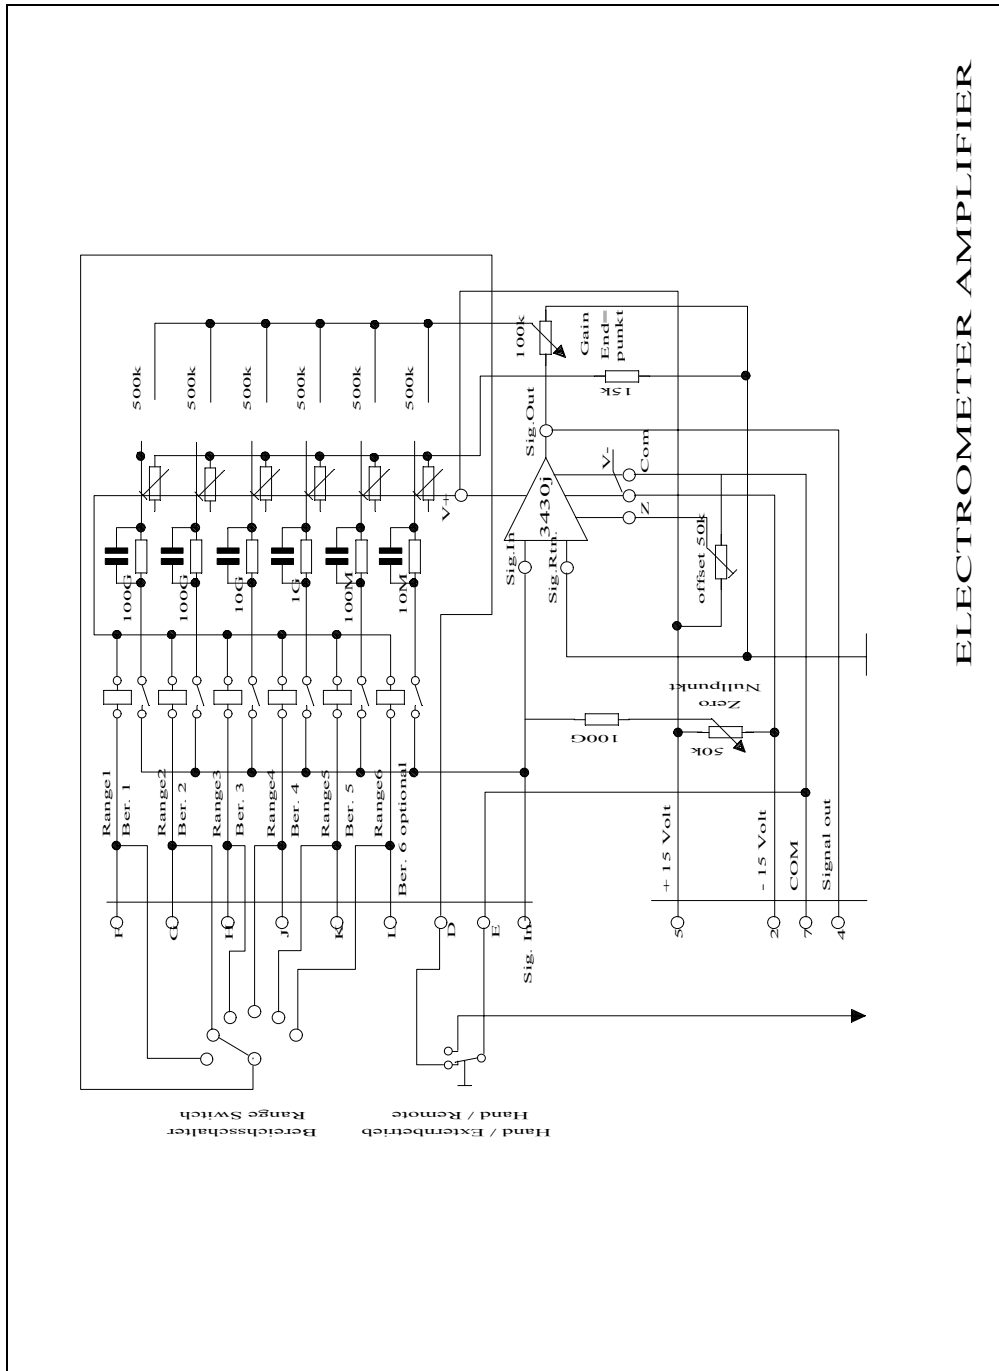 ELECTROMETER AMPLIFIER
500k
500k
500k
500k
500k
500k
100k
Gain
End=
punkt
15k
Sig.Out
V+
3430j
V-
Com
Z
Sig.In
Sig.Rtn.
offset 50k
100G
100G
10G
1G
100M
10M
Zero
Nullpunkt
100G
50k
Range1
Ber. 1
Range2
Ber. 2
Range3
Ber. 3
Range4
Ber. 4
Range5
Ber. 5
Range6
Ber. 6 optional
+ 15 Volt
- 15 Volt
COM
Signal out
F
G
H
J
K
L
D
E
Sig. In
5
2
7
4
Bereichsschalter
Range Switch
Hand / Externbetrieb
Hand / Remote